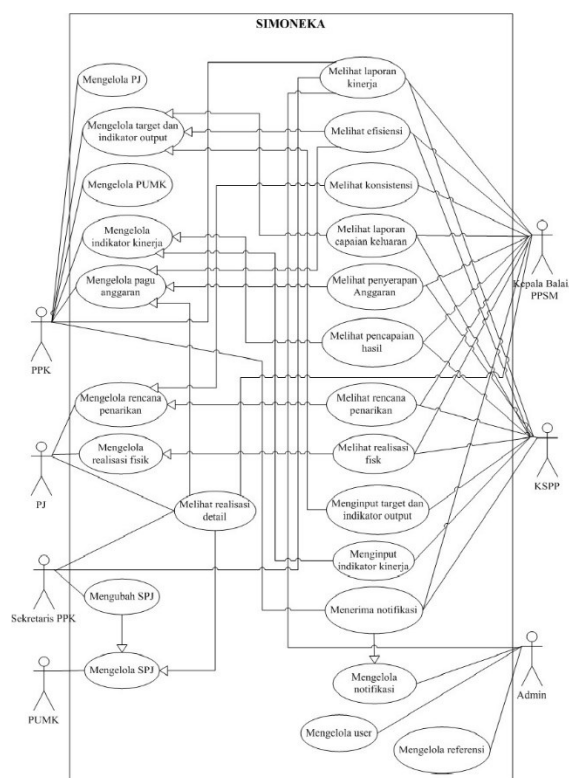 SIMONEKA
Mengelola PJ
Mengelola target dan
indikator output
Mengelola PUMK
Mengelola
indikator kinerja
Mengelola pagu
anggaran
PPK
Mengelola rencana
penarikan
Mengelola
realisasi fisik
PJ
Melihat realisasi
detail
Mengubah SPJ
Sekretaris PPK
Mengelola SPJ
PUMK
Melihat laporan
kinerja
Melihat efisiensi
Melihat konsistensi
Melihat laporan
capaian keluaran
Melihat penyerapan
Anggaran
Melihat pencapaian
hasil
Melihat rencana
penarikan
Melihat realisasi
fisk
Menginput target dan
indikator output
Menginput
indikator kinerja
Menerima notifikasi
Mengelola
notifikasi
Mengelola user
Mengelola referensi
Kepala Balai
PPSM
KSPP
Admin